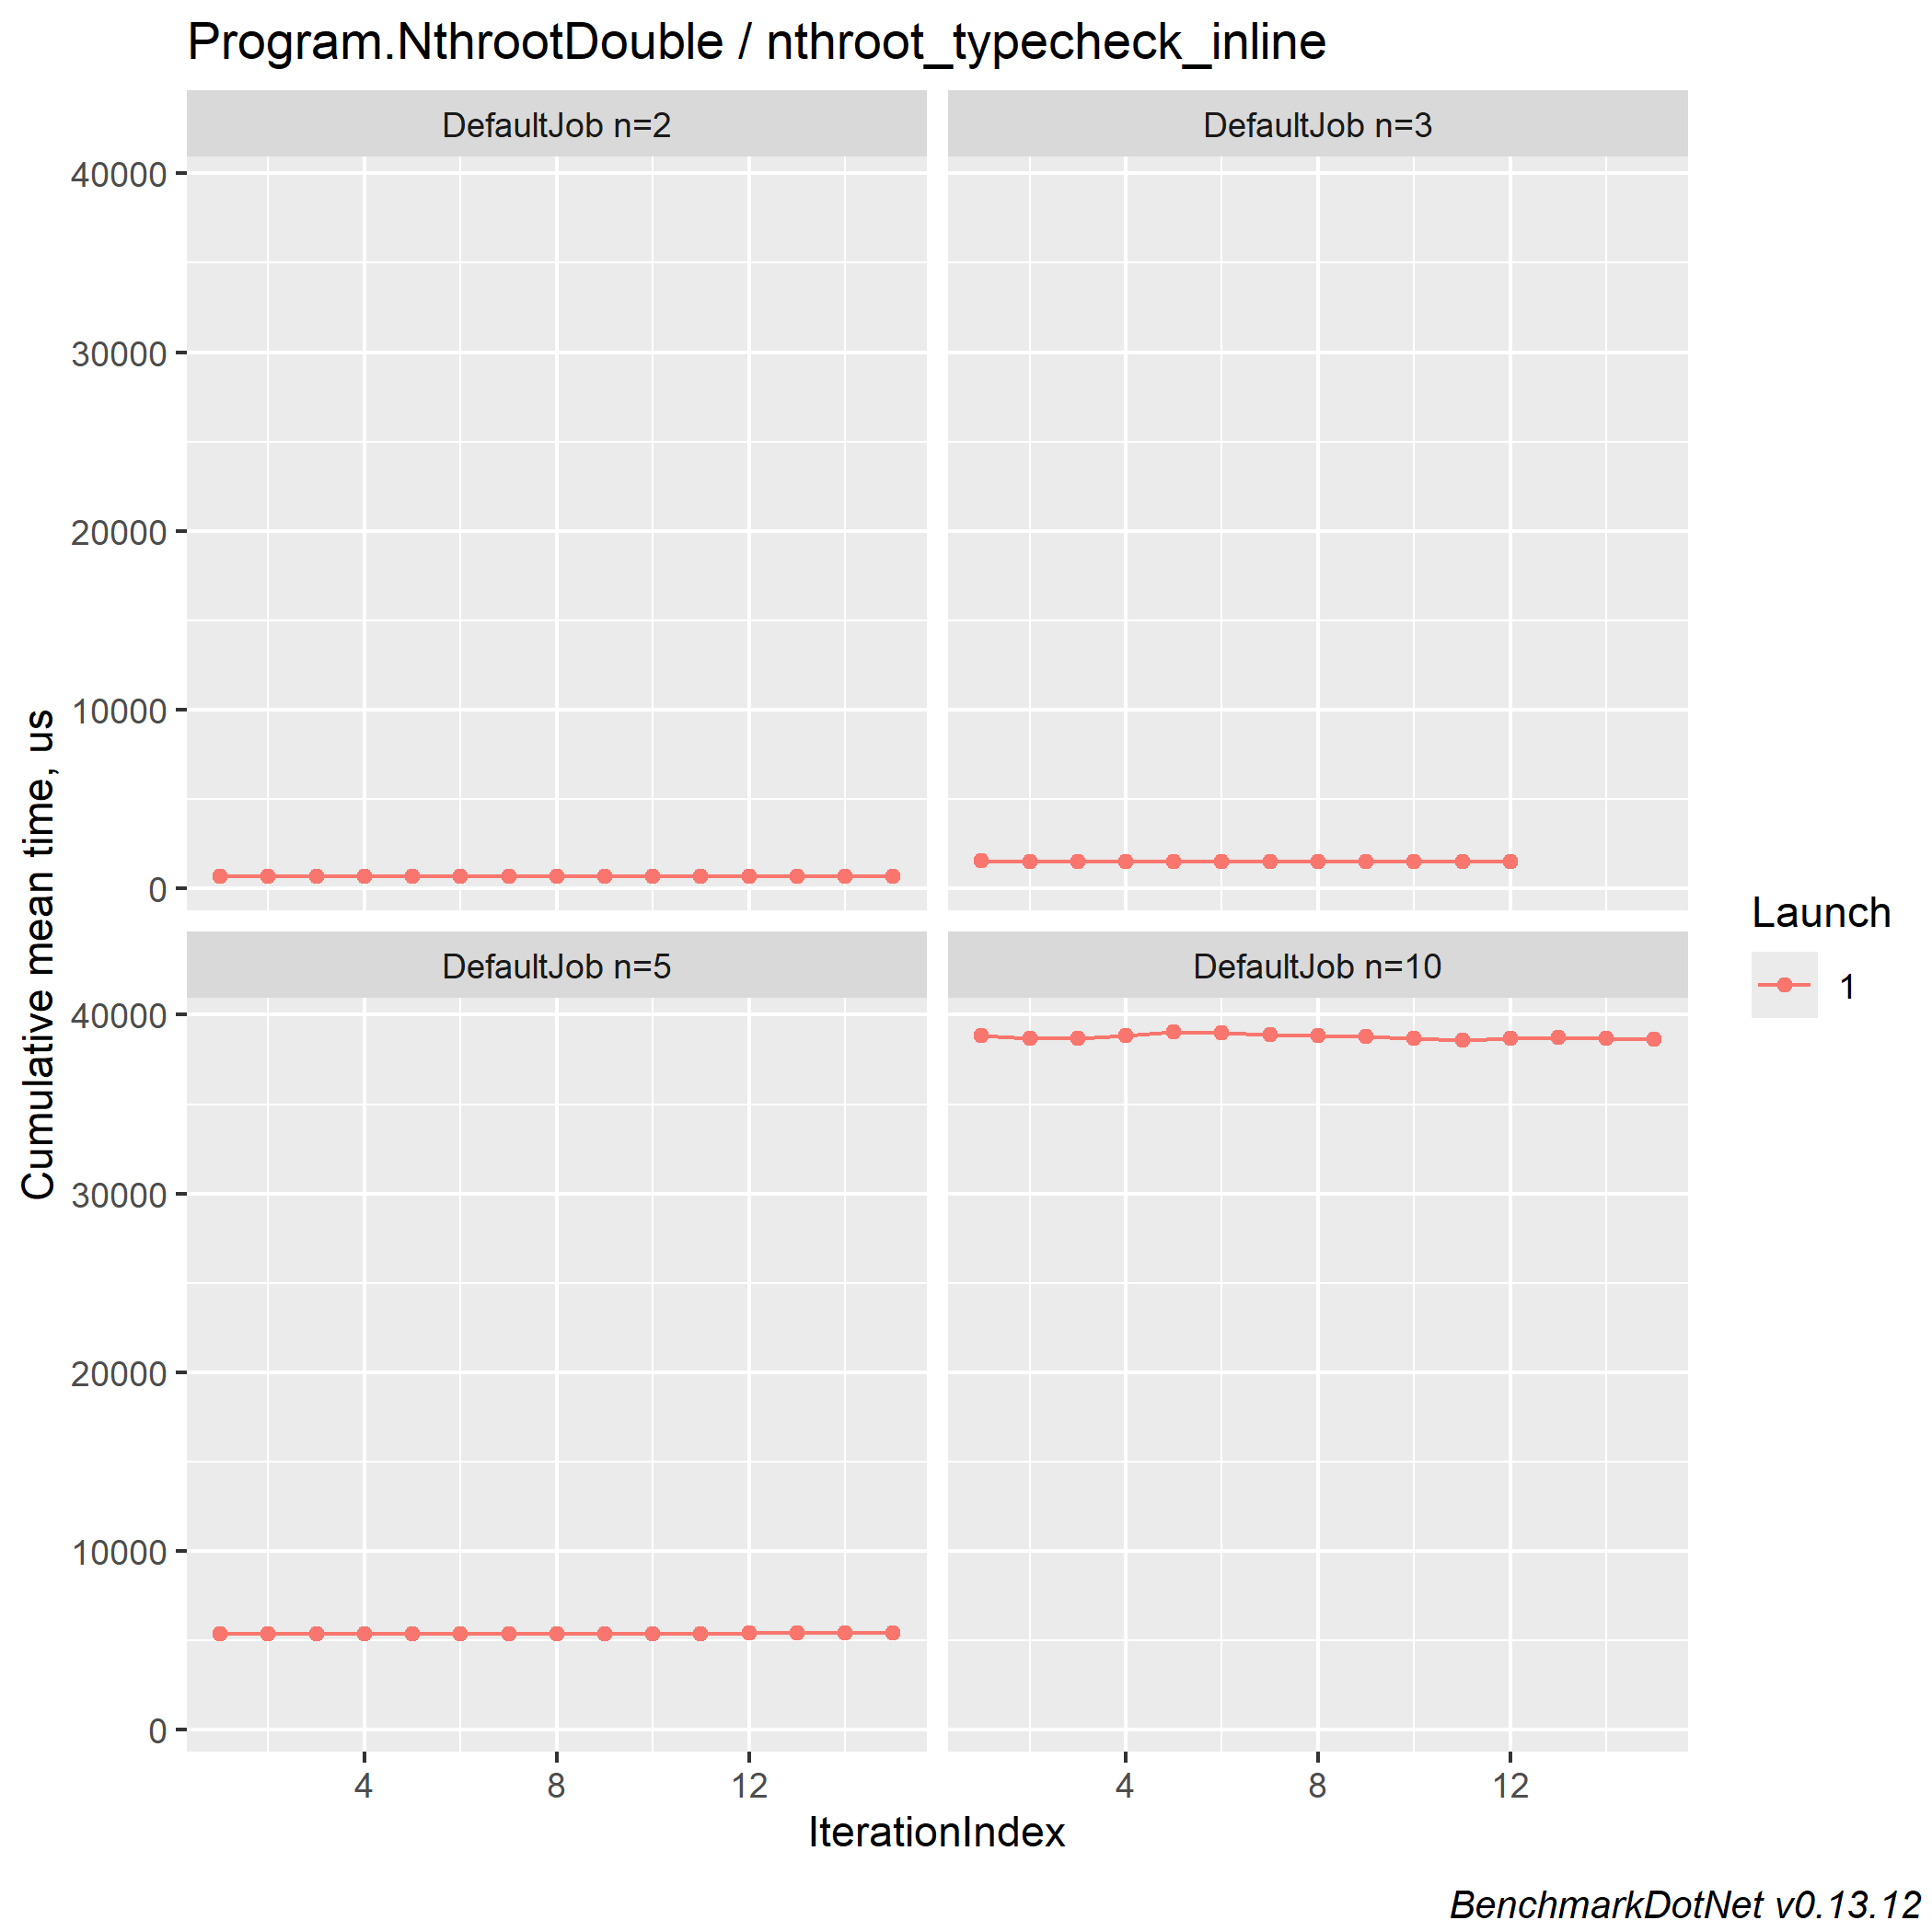 Program.NthrootDouble / nthroot_typecheck_inline
DefaultJob n=2
DefaultJob n=3
40000
30000
20000
10000
0
DefaultJob n=5
DefaultJob n=10
40000
30000
20000
10000
0
4
8
12
4
8
12
IterationIndex
Cumulative mean time, us
Launch
1
BenchmarkDotNet v0.13.12